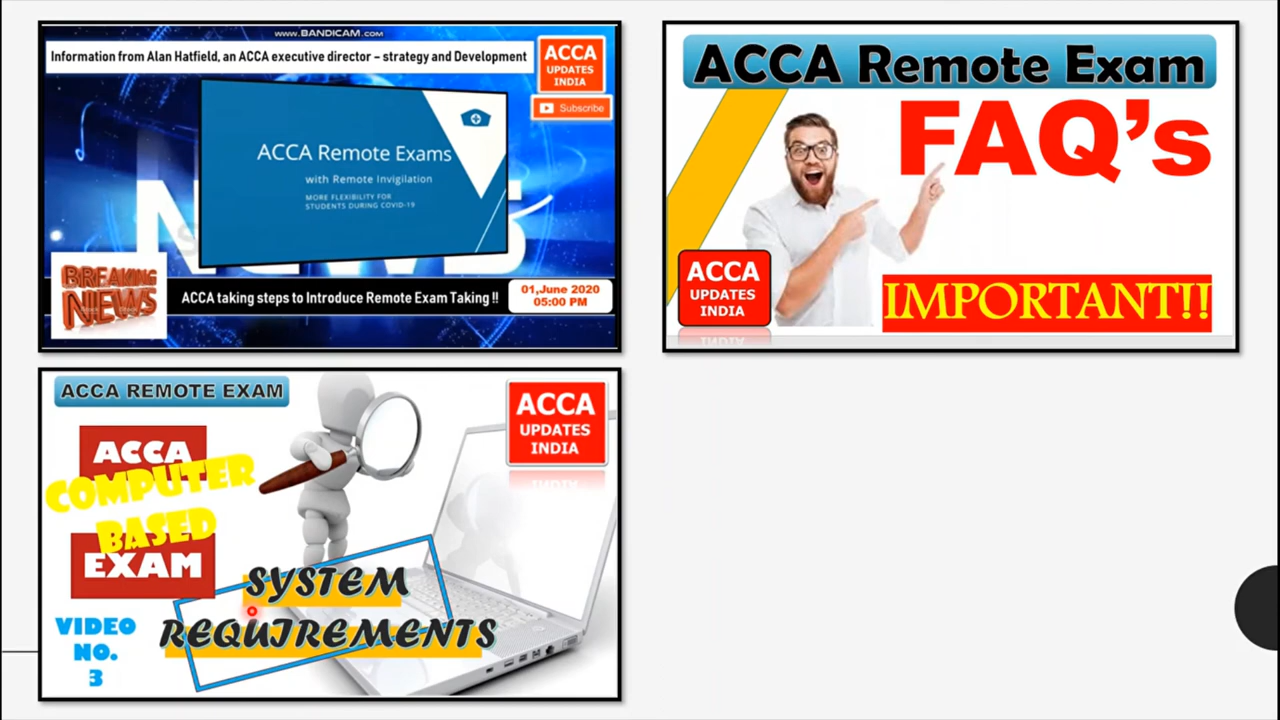 www.BANDICAM.com
Information from Alan Hatfield, an ACCA executive director – strategy and Development
ACCA
UPDATES
INDIA
Subscribe
ACCA Remote Exams
with Remote Invigilation
MORE FLEXIBILITY FOR
STUDENTS DURING COVID-19
BREAKING
NEWS
ACCA taking steps to Introduce Remote Exam Taking !!
01,June 2020
05:00 PM
ACCA Remote Exam
FAQ's
ACCA
UPDATES
INDIA
IMPORTANT!!
ACCA REMOTE EXAM
ACCA
UPDATES
INDIA
ACCA
COMPUTER
BASED
EXAM
SYSTEM
REQUIREMENTS
VIDEO
NO.
3